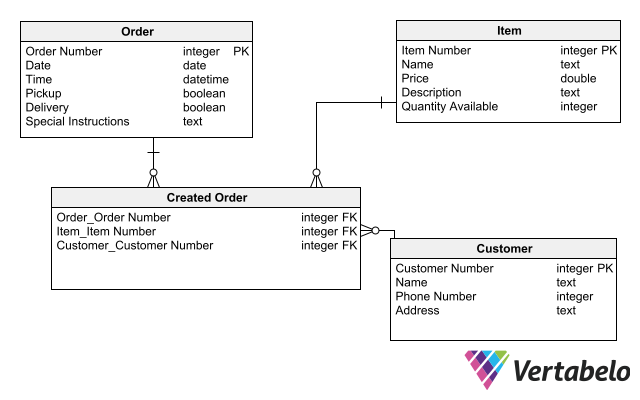 Order
Order Number integer PK
Date date
Time datetime
Pickup boolean
Delivery boolean
Special Instructions text
Item
Item Number integer PK
Name text
Price double
Description text
Quantity Available integer
Created Order
Order_Order Number integer FK
Item_Item Number integer FK
Customer_Customer Number integer FK
Customer
Customer Number integer PK
Name text
Phone Number integer
Address text
Vertabelo